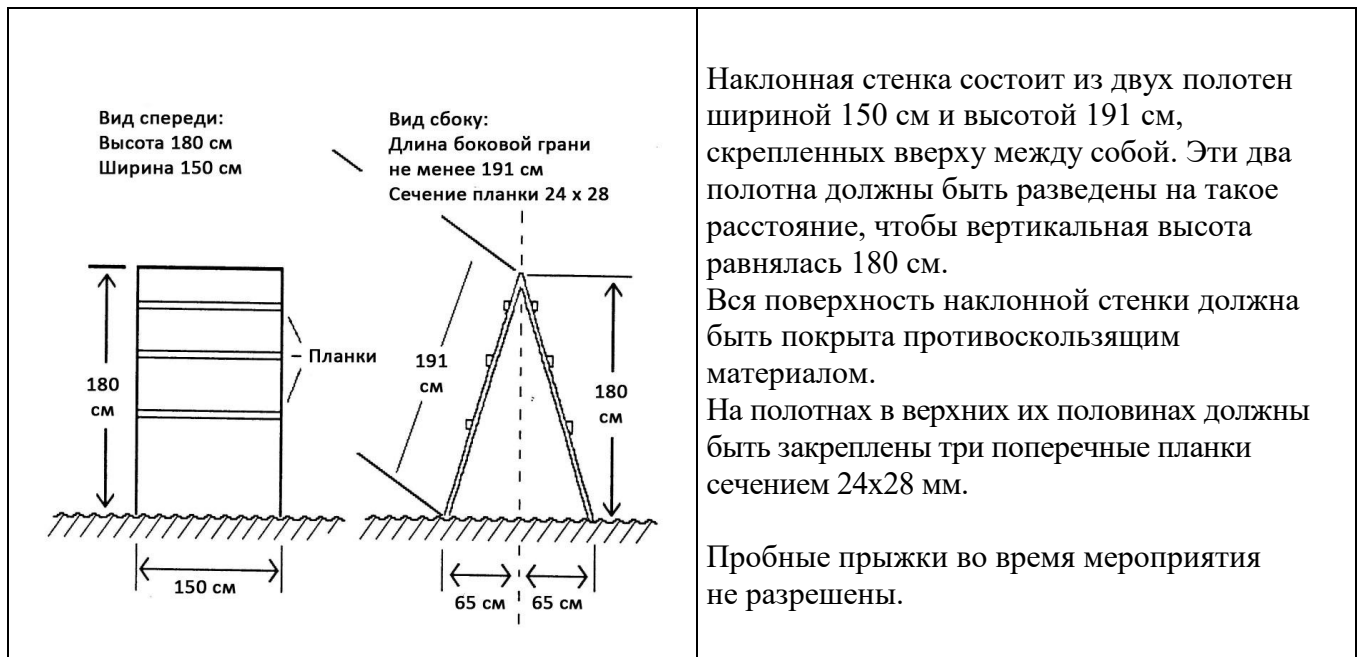 Вид спереди:
Высота 180 см
Ширина 150 см
Вид сбоку:
Длина боковой грани
не менее 191 см
Сечение планки 24 х 28
Планки
180
см
191
см
180
см
150 см
65 см
65 см
Наклонная стенка состоит из двух полотен
шириной 150 см и высотой 191 см,
скрепленных вверху между собой. Эти два
полотна должны быть разведены на такое
расстояние, чтобы вертикальная высота
равнялась 180 см.
Вся поверхность наклонной стенки должна
быть покрыта противоскользящим
материалом.
На полотнах в верхних их половинах должны
быть закреплены три поперечные планки
сечением 24х28 мм.
Пробные прыжки во время мероприятия
не разрешены.